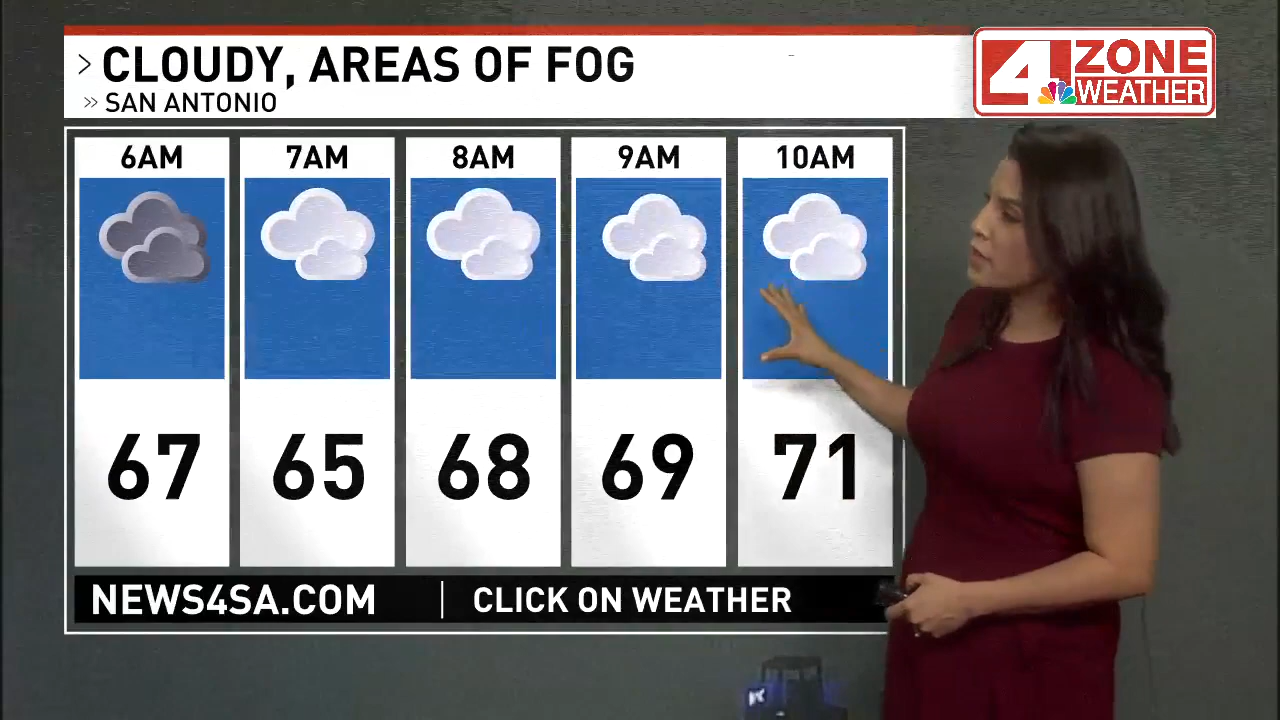 > CLOUDY, AREAS OF FOG
>> SAN ANTONIO
4 ZONE
WEATHER
6AM 7AM 8AM 9AM 10AM
67 65 68 69 71
NEWS4SA.COM | CLICK ON WEATHER